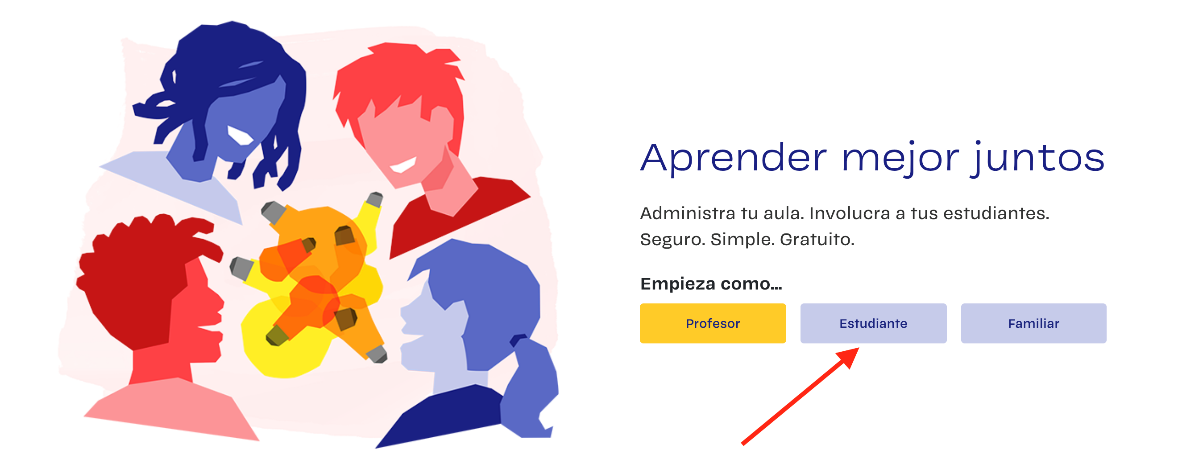 Aprender mejor juntos
Administra tu aula. Involucra a tus estudiantes.
Seguro. Simple. Gratuito.
Empieza como...
Profesor
Estudiante
Familiar